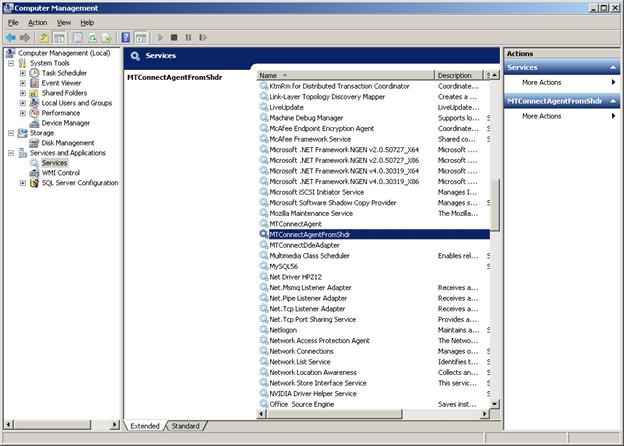 Computer Management
File Action View Help
Computer Management (Local)
System Tools
Task Scheduler
Event Viewer
Shared Folders
Local Users and Groups
Performance
Device Manager
Storage
Disk Management
Services and Applications
Services
WMI Control
SQL Server Configuration
Services
MTConnectAgentFromShdr
Name Description S
KtmRm for Distributed Transaction Coordinator Coordinate...
Link-Layer Topology Discovery Mapper Creates a ...
LiveUpdate LiveUpdate...
Machine Debug Manager Supports lo...
McAfee Endpoint Encryption Agent Coordinate...
McAfee Framework Service Shared co...
Microsoft .NET Framework NGEN v2.0.50727_X64 Microsoft ....
Microsoft .NET Framework NGEN v2.0.50727_X86 Microsoft ....
Microsoft .NET Framework NGEN v4.0.30319_X64 Microsoft ....
Microsoft .NET Framework NGEN v4.0.30319_X86 Microsoft ....
Microsoft iSCSI Initiator Service Manages I...
Microsoft Software Shadow Copy Provider Manages s...
Mozilla Maintenance Service The Mozilla...
MTConnectAgent
MTConnectAgentFromShdr
MTConnectDdeAdapter
Multimedia Class Scheduler Enables rel...
MySQL56
Net Driver HPZ12
Net.Msmq Listener Adapter Receives a...
Net.Pipe Listener Adapter Receives a...
Net.Tcp Listener Adapter Receives a...
Net.Tcp Port Sharing Service Provides a...
Netlogon Maintains a...
Network Access Protection Agent The Netwo...
Network Connections Manages o...
Network List Service Identifies t...
Network Location Awareness Collects an...
Network Store Interface Service This servic...
NVIDIA Driver Helper Service
Office Source Engine Saves inst...
Extended Standard
Actions
Services
More Actions
MTConnectAgentFromShdr
More Actions